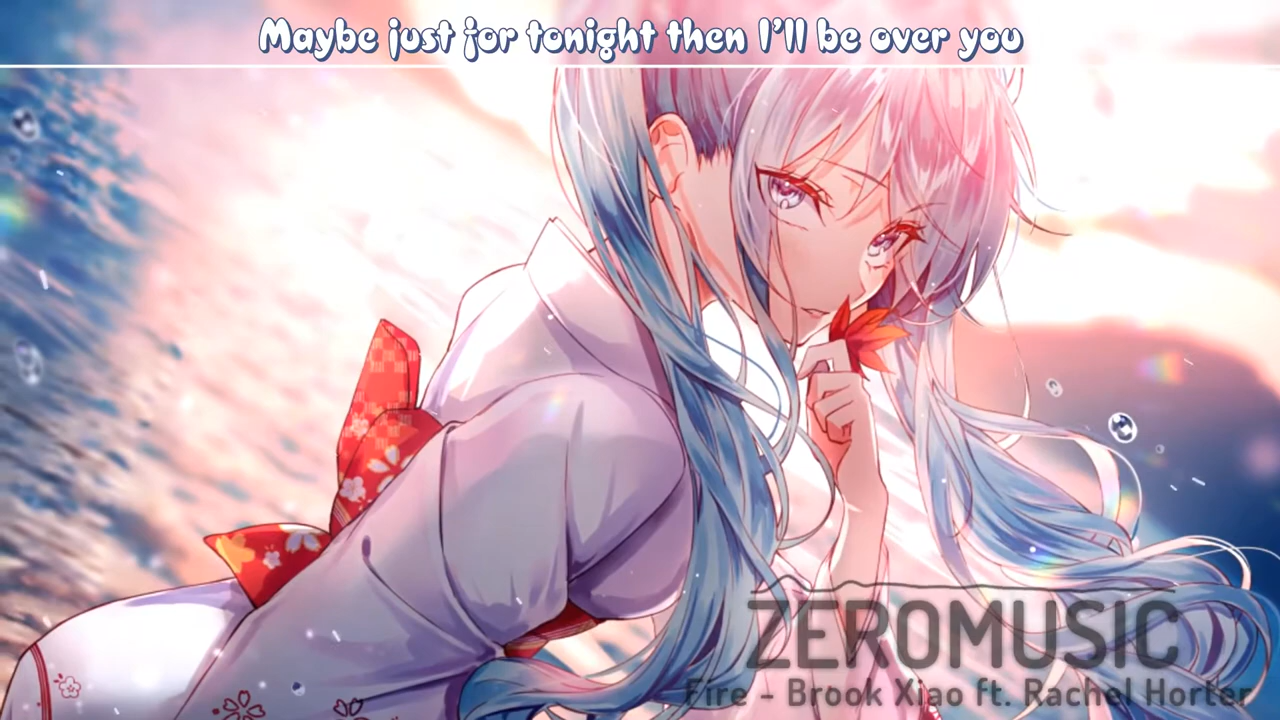 Maybe just for tonight then I'll be over you
ZEROMUSIC
Fire - Brook Xiao ft. Rachel Horter